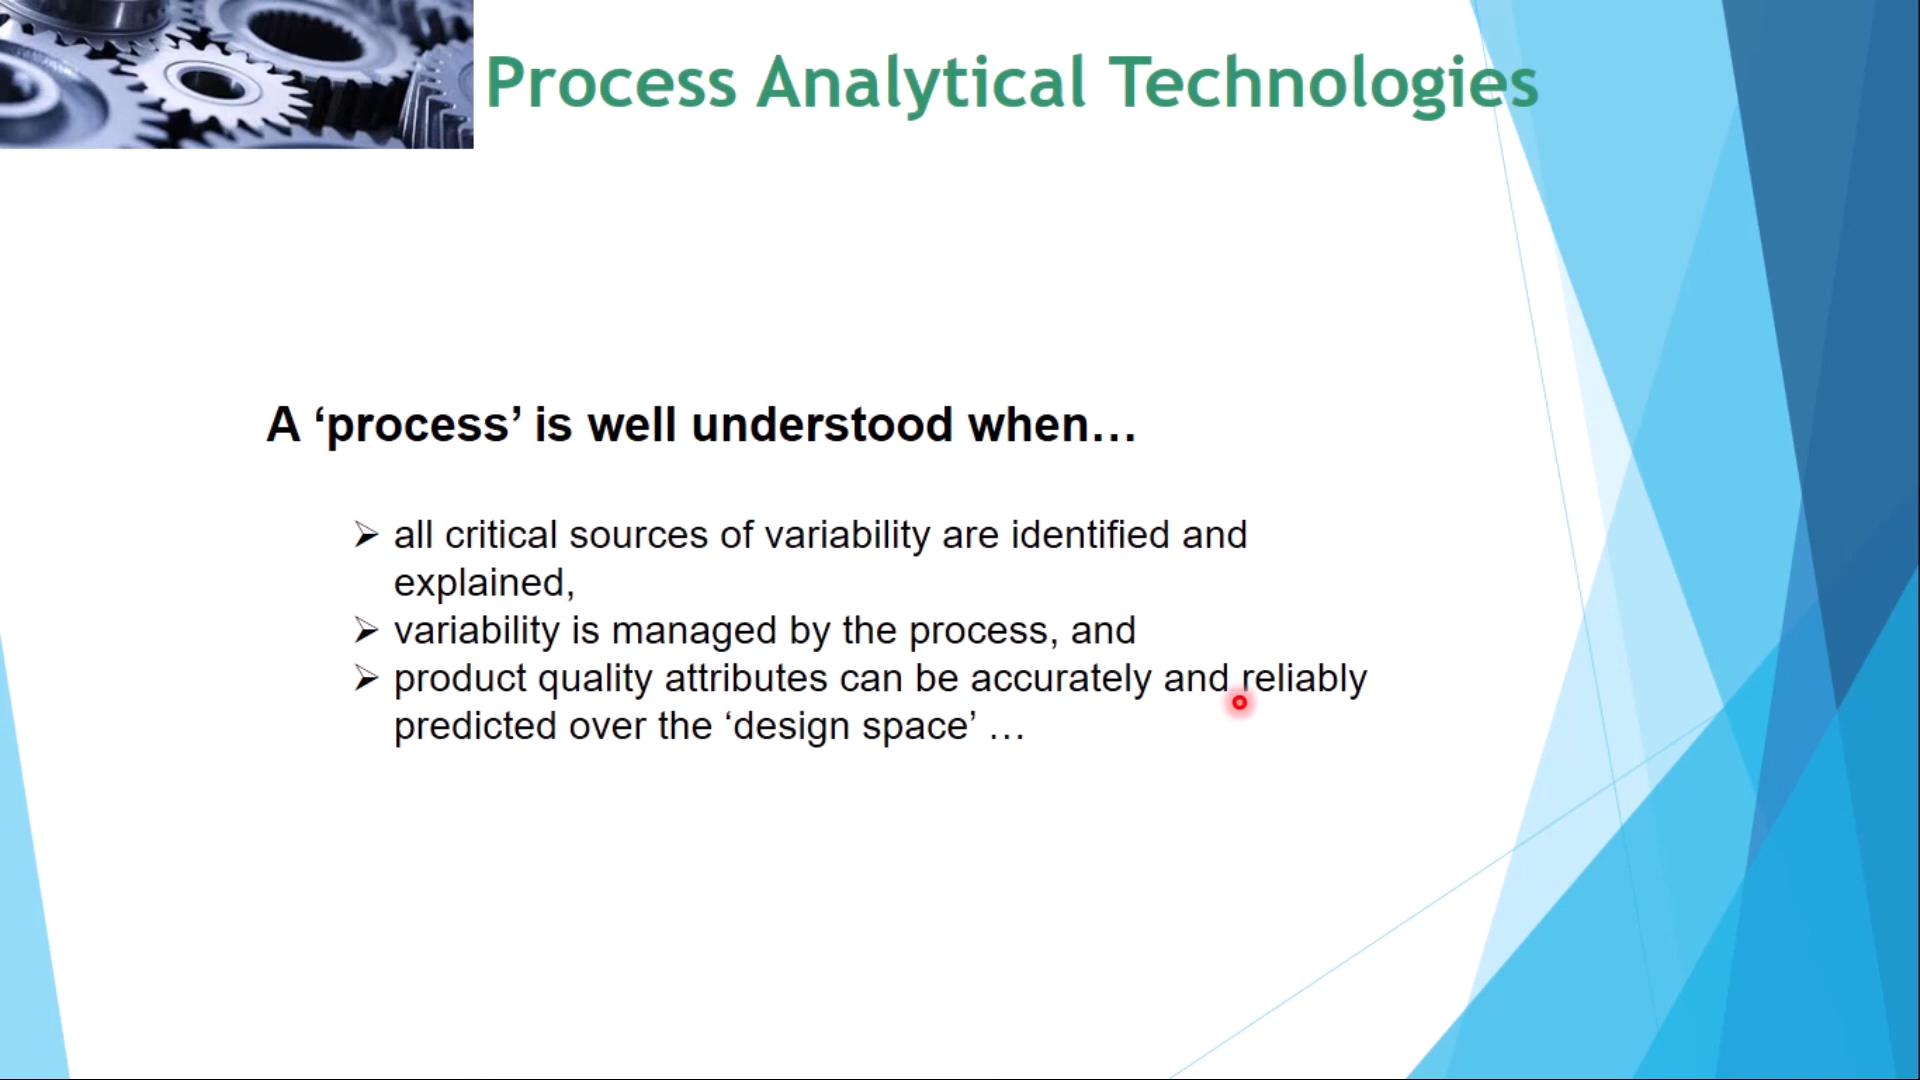 Process Analytical Technologies
A ‘process’ is well understood when…
➢ all critical sources of variability are identified and
explained,
➢ variability is managed by the process, and
➢ product quality attributes can be accurately and reliably
predicted over the ‘design space’ …